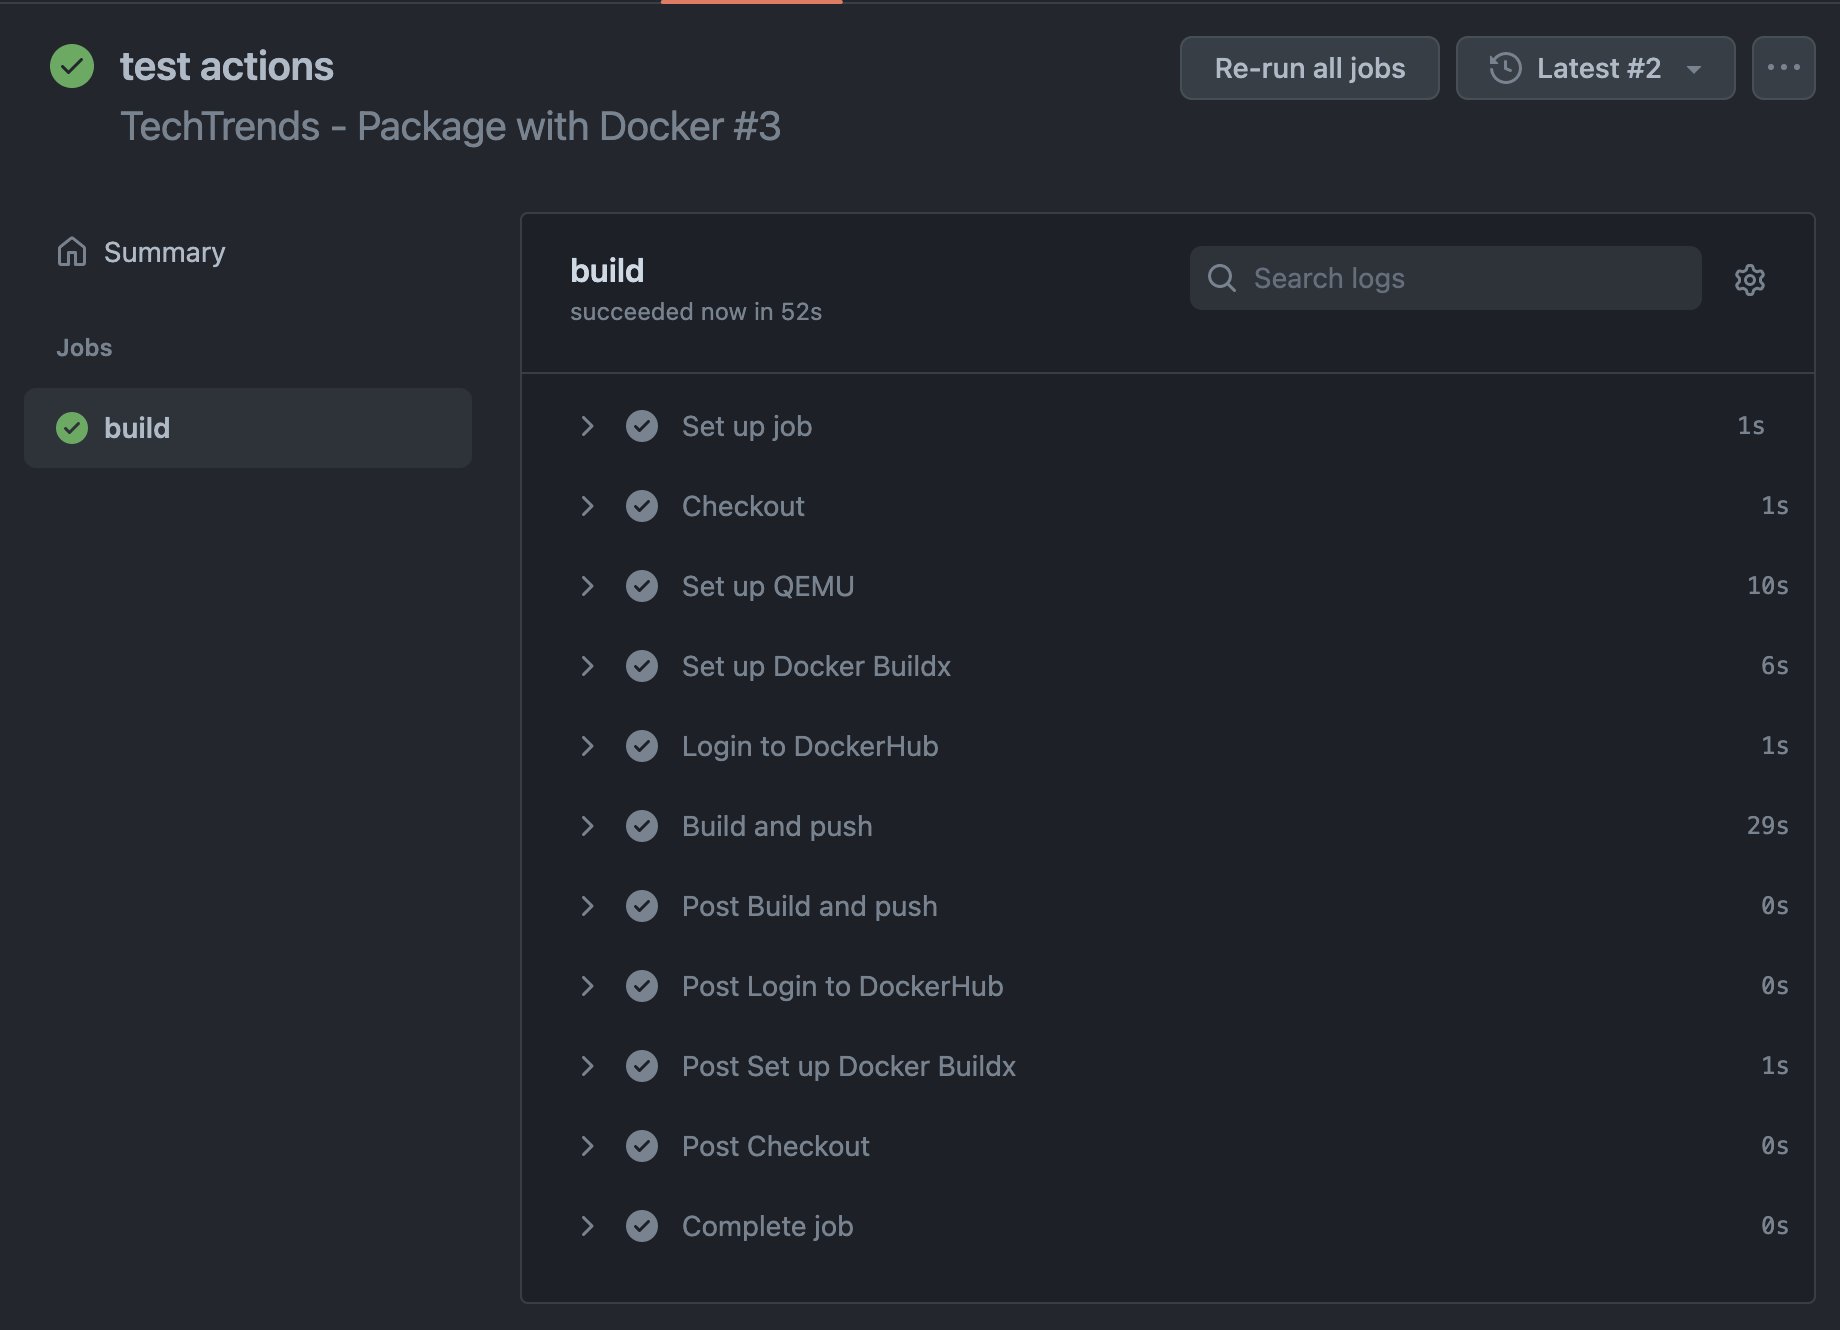 test actions
TechTrends - Package with Docker #3
Re-run all jobs
Latest #2
Summary
Jobs
build
build
succeeded now in 52s
Search logs
Set up job 1s
Checkout 1s
Set up QEMU 10s
Set up Docker Buildx 6s
Login to DockerHub 1s
Build and push 29s
Post Build and push 0s
Post Login to DockerHub 0s
Post Set up Docker Buildx 1s
Post Checkout 0s
Complete job 0s